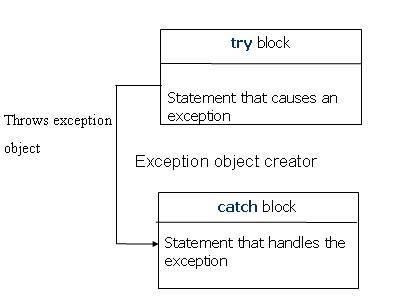 try block
Statement that causes an
exception
Throws exception
object
Exception object creator
catch block
Statement that handles the
exception